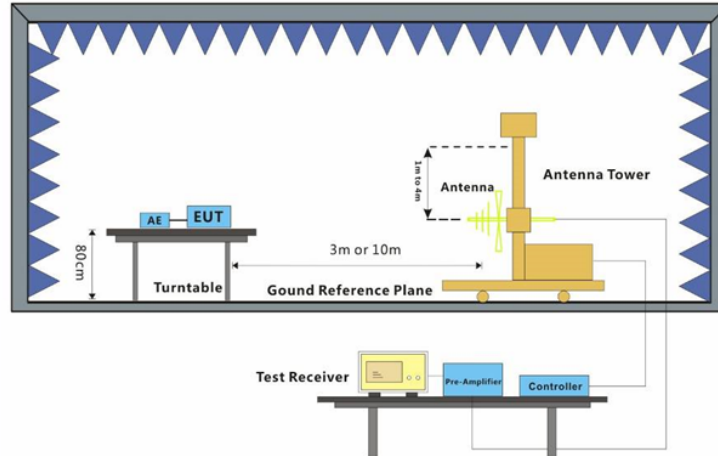 1m to 4m
Antenna
Antenna Tower
AE
EUT
80cm
3m or 10m
Turntable
Gound Reference Plane
Test Receiver
Pre-Amplifier
Controller